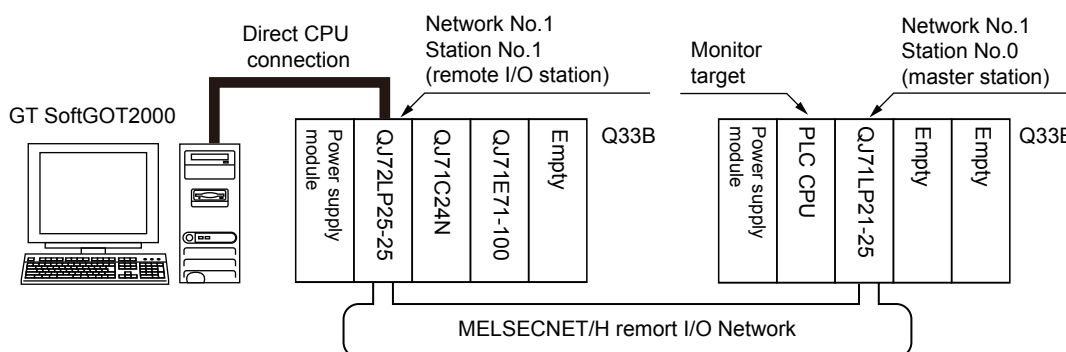 Direct CPU
connection
Network No.1
Station No.1
(remote I/O station)
Monitor
target
Network No.1
Station No.0
(master station)
GT SoftGOT2000
Power supply
module
QJ72LP25-25
QJ71C24N
QJ71E71-100
Empty
Q33B
Power supply
module
PLC CPU
QJ71LP21-25
Empty
Empty
Q33B
MELSECNET/H remort I/O Network